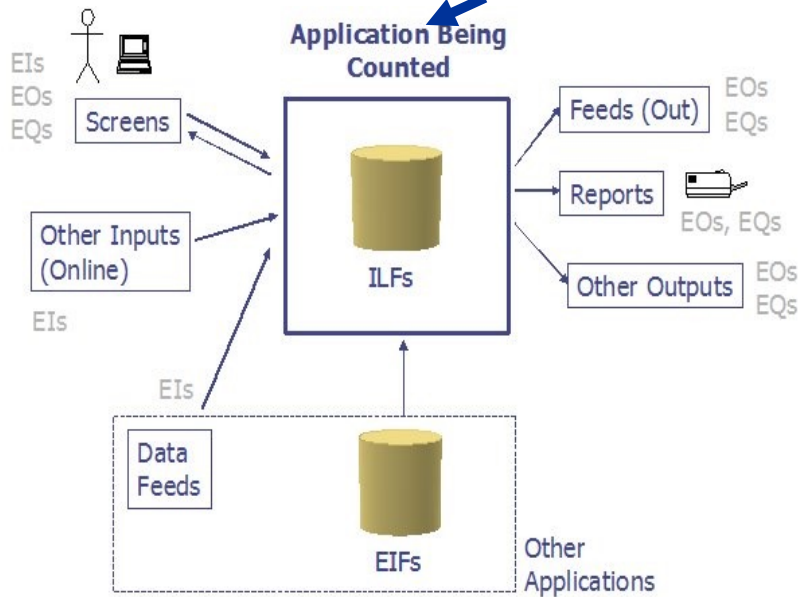 Application Being
Counted
EIs
EOs
EQs
Screens
Feeds (Out)
EOs
EQs
Reports
EOs, EQs
Other Inputs
(Online)
EIs
ILFs
Other Outputs
EOs
EQs
EIs
Data
Feeds
EIFs
Other
Applications